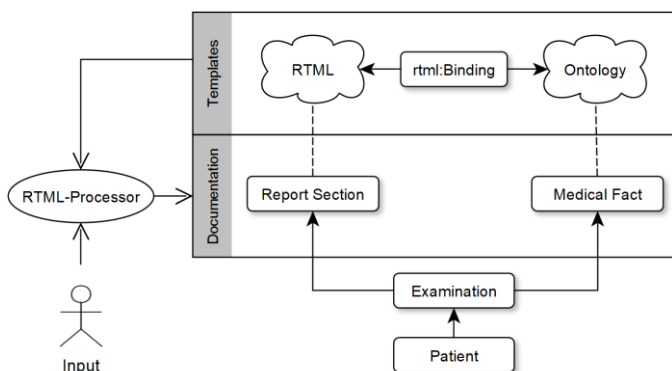 Templates
RTML
rtml:Binding
Ontology
RTML-Processor
Documentation
Report Section
Medical Fact
Examination
Patient
Input